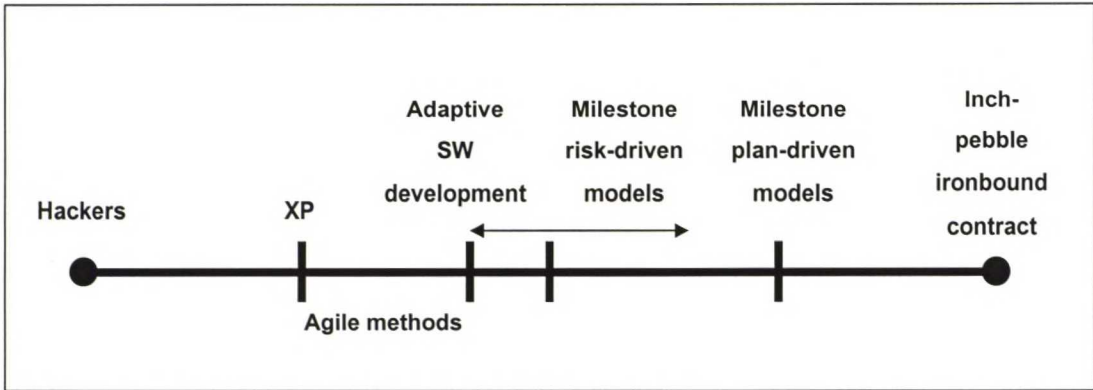 Hackers
XP
Adaptive
SW
development
Milestone
risk-driven
models
Milestone
plan-driven
models
Inch-
pebble
ironbound
contract
Agile methods